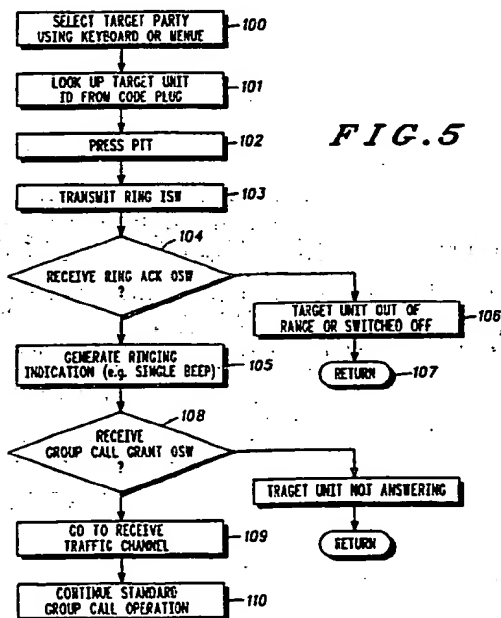 SELECT TARGET PARTY
USING KEYBOARD OR MENUE
100
LOOK UP TARGET UNIT
ID FROM CODE PLUG
101
PRESS PTT
102
FIG.5
TRANSMIT RING ISW
103
104
RECEIVE RING ACK OSW
?
TARGET UNIT OUT OF
RANGE OR SWITCHED OFF
106
GENERATE RINGING
INDICATION (e.g. SINGLE BEEP)
105
RETURN
107
108
RECEIVE
GROUP CALL GRANT OSW
?
TRAGET UNIT NOT ANSWERING
GO TO RECEIVE
TRAFFIC CHANNEL
109
RETURN
CONTINUE STANDARD
GROUP CALL OPERATION
110